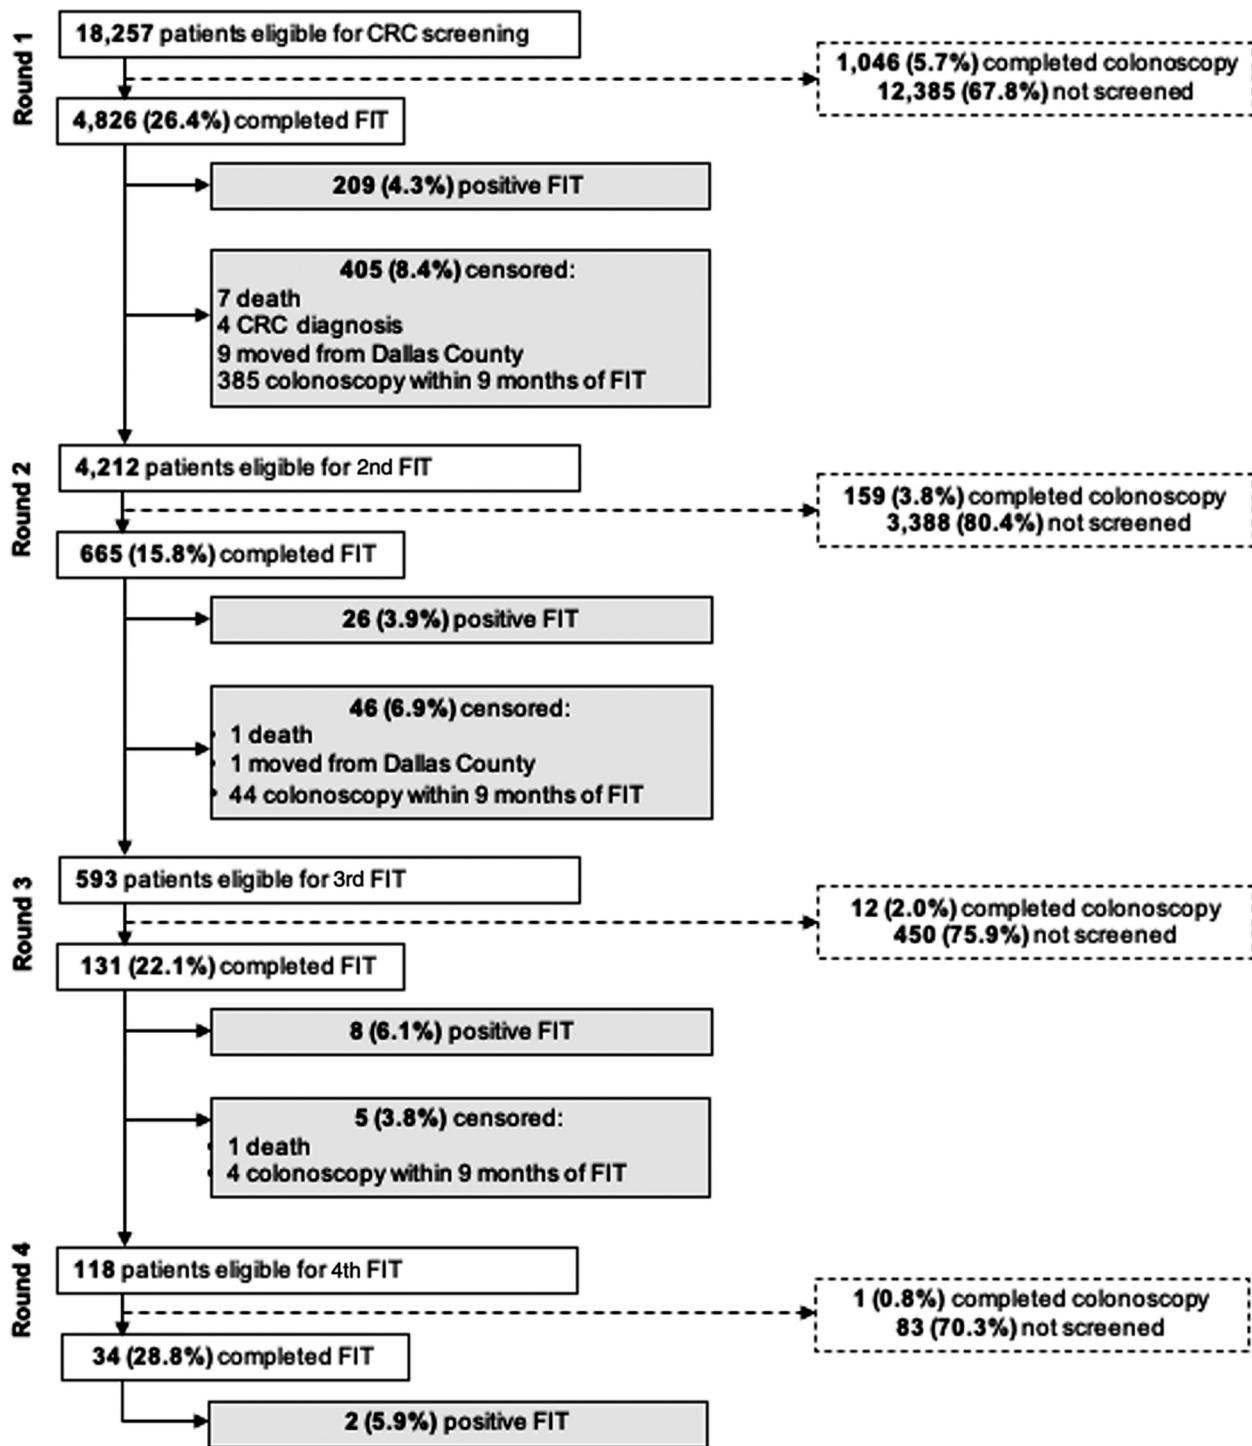 Round 1
18,257 patients eligible for CRC screening
1,046 (5.7%) completed colonoscopy
12,385 (67.8%) not screened
4,826 (26.4%) completed FIT
209 (4.3%) positive FIT
405 (8.4%) censored:
7 death
4 CRC diagnosis
9 moved from Dallas County
385 colonoscopy within 9 months of FIT
Round 2
4,212 patients eligible for 2nd FIT
159 (3.8%) completed colonoscopy
3,388 (80.4%) not screened
665 (15.8%) completed FIT
26 (3.9%) positive FIT
46 (6.9%) censored:
• 1 death
• 1 moved from Dallas County
• 44 colonoscopy within 9 months of FIT
Round 3
593 patients eligible for 3rd FIT
12 (2.0%) completed colonoscopy
450 (75.9%) not screened
131 (22.1%) completed FIT
8 (6.1%) positive FIT
5 (3.8%) censored:
• 1 death
• 4 colonoscopy within 9 months of FIT
Round 4
118 patients eligible for 4th FIT
1 (0.8%) completed colonoscopy
83 (70.3%) not screened
34 (28.8%) completed FIT
2 (5.9%) positive FIT